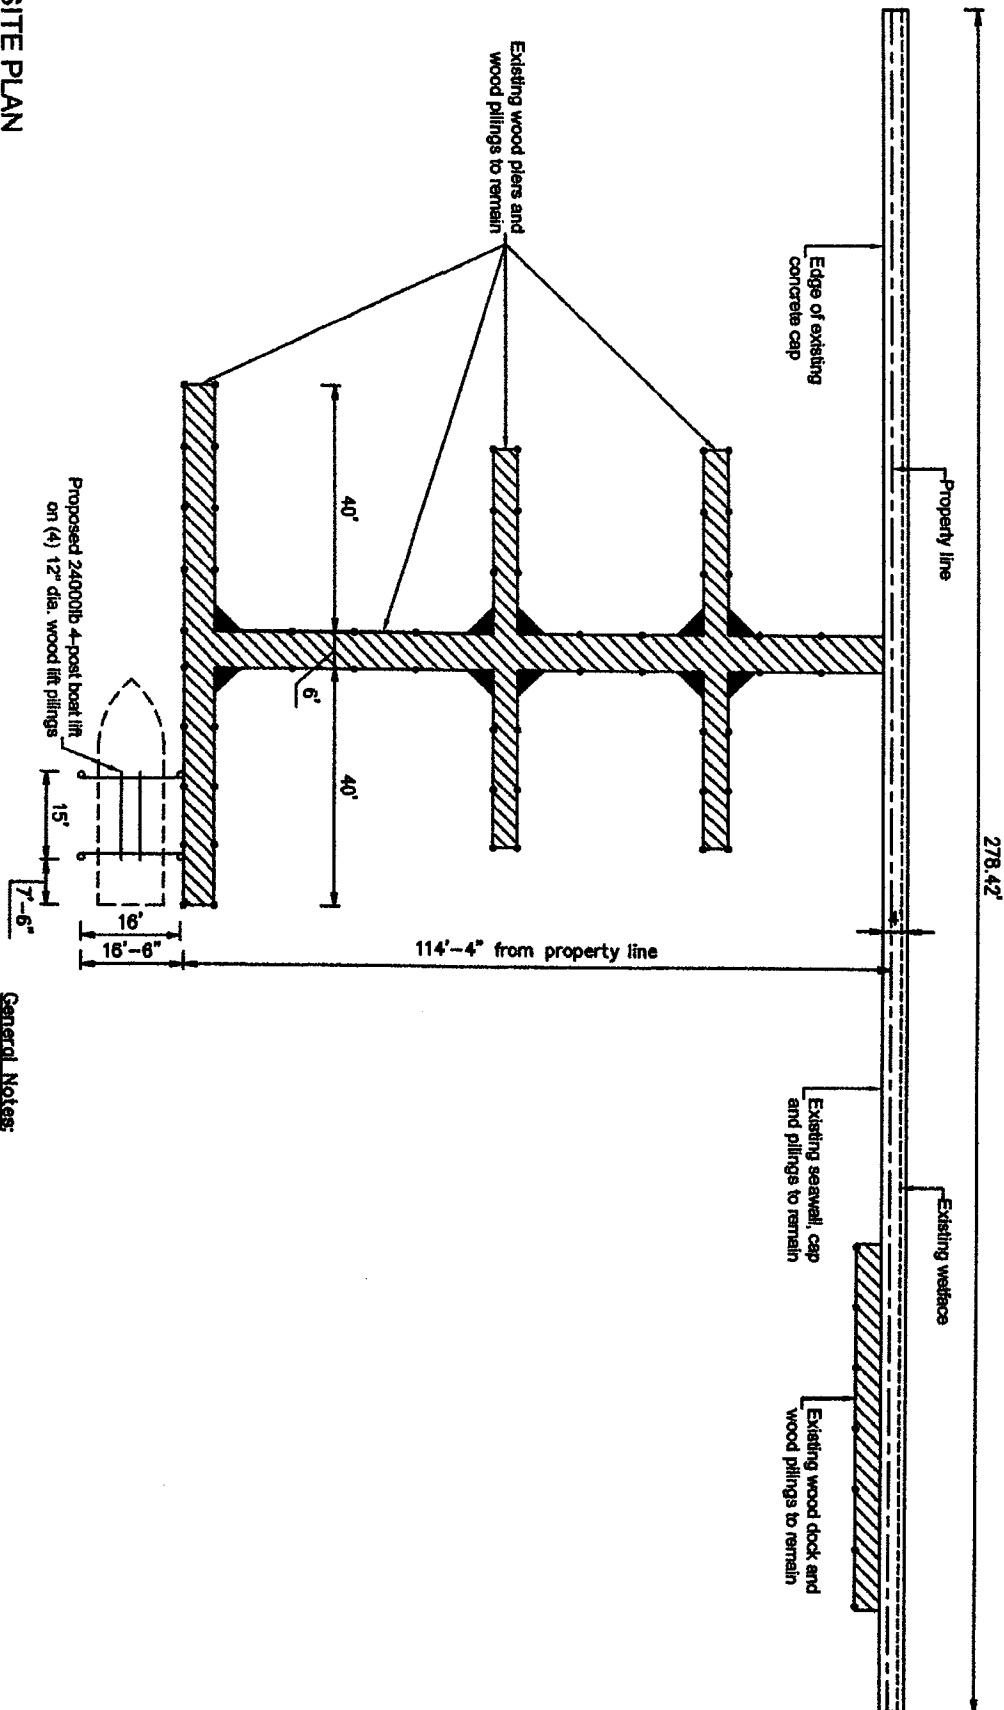 278.42'
Property line
Existing wetface
Edge of existing
concrete cap
Existing seawall, cap
and pilings to remain
Existing wood dock and
wood pilings to remain
Existing wood piers and
wood pilings to remain
114'-4" from property line
40'
6'
40'
Proposed 24000lb 4-post boat lift
on (4) 12" dia. wood lift pilings
15'
7'-6"
16'
16'-6"
SITE PLAN
General Notes: